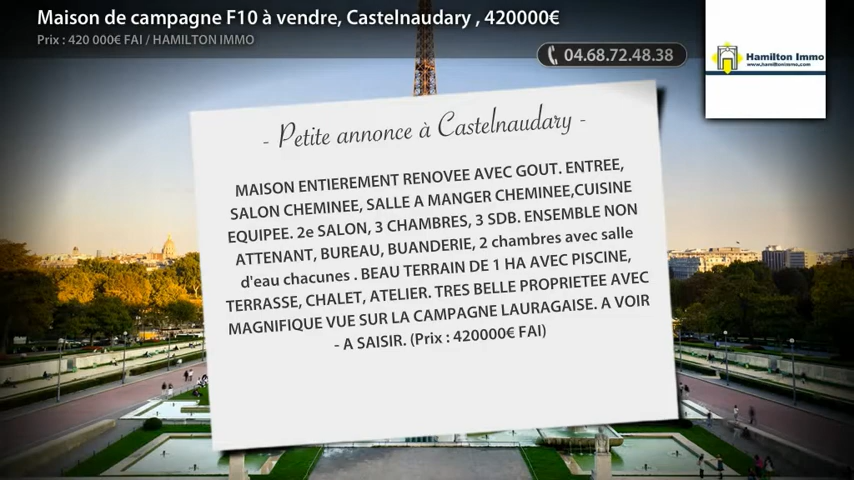 Maison de campagne F10 à vendre, Castelnaudary , 420000€
Prix : 420 000€ FAI / HAMILTON IMMO
04.68.72.48.38
Hamilton Immo
www.hamiltonimmo.com
- Petite annonce à Castelnaudary -
MAISON ENTIEREMENT RENOVEE AVEC GOUT. ENTREE,
SALON CHEMINEE, SALLE A MANGER CHEMINEE,CUISINE
EQUIPEE. 2e SALON, 3 CHAMBRES, 3 SDB. ENSEMBLE NON
ATTENANT, BUREAU, BUANDERIE, 2 chambres avec salle
d'eau chacunes . BEAU TERRAIN DE 1 HA AVEC PISCINE,
TERRASSE, CHALET, ATELIER. TRES BELLE PROPRIETEE AVEC
MAGNIFIQUE VUE SUR LA CAMPAGNE LAURAGAISE. A VOIR
- A SAISIR. (Prix : 420000€ FAI)